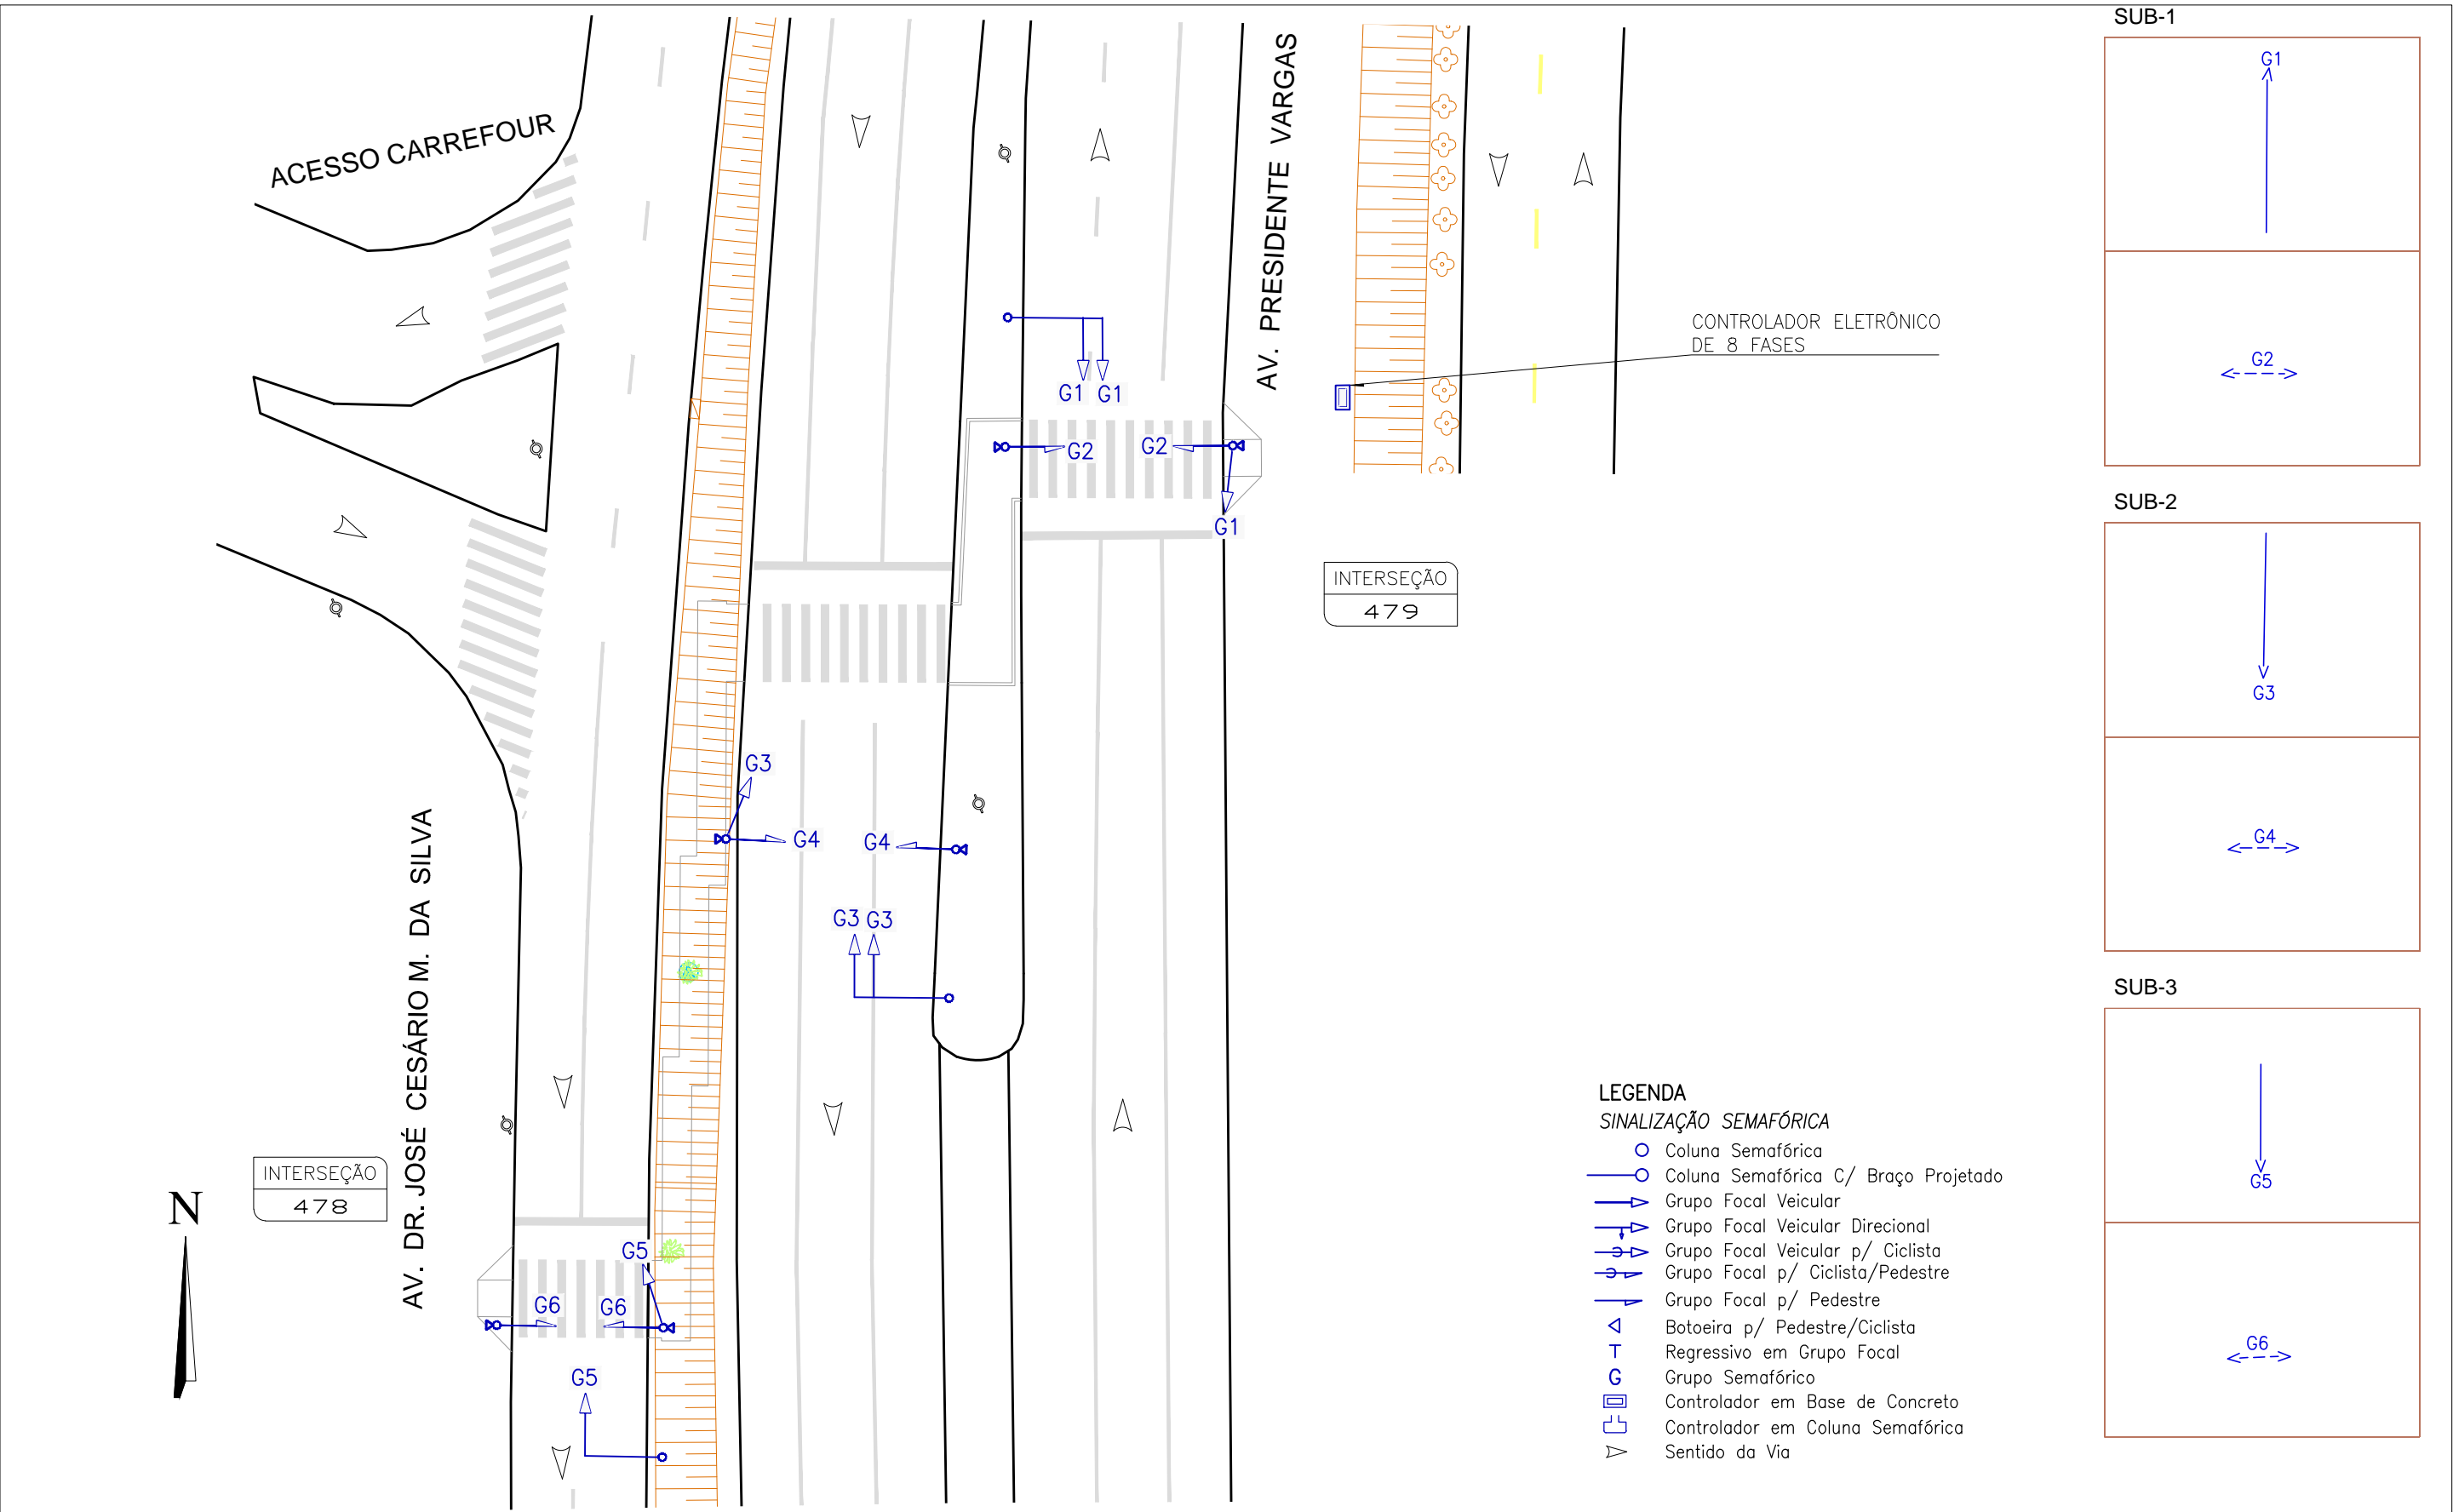 ACESSO CARREFOUR
AV. PRESIDENTE VARGAS
CONTROLADOR ELETRÔNICO
DE 8 FASES
G1 G1
G2 G2
G1
INTERSEÇÃO
479
G3
G4 G4
G3 G3
AV. DR. JOSÉ CESÁRIO M. DA SILVA
INTERSEÇÃO
478
N
G5
G6 G6
G5
LEGENDA
SINALIZAÇÃO SEMAFÓRICA
Coluna Semafórica
Coluna Semafórica C/ Braço Projetado
Grupo Focal Veicular
Grupo Focal Veicular Direcional
Grupo Focal Veicular p/ Ciclista
Grupo Focal p/ Ciclista/Pedestre
Grupo Focal p/ Pedestre
Botoeira p/ Pedestre/Ciclista
T Regressivo em Grupo Focal
G Grupo Semafórico
Controlador em Base de Concreto
Controlador em Coluna Semafórica
Sentido da Via
SUB-1
G1
G2
SUB-2
G3
G4
SUB-3
G5
G6